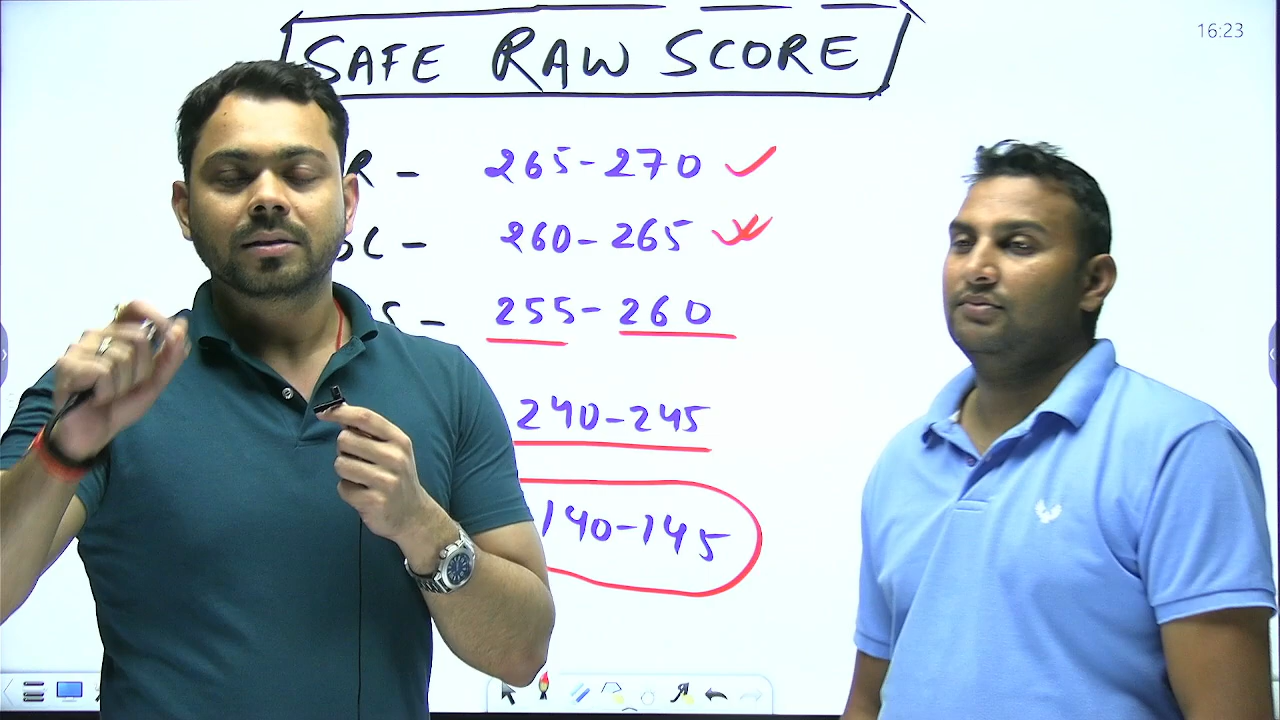 SAFE RAW SCORE
16:23
R - 265-270
C - 260-265
S - 255-260
240-245
140-145